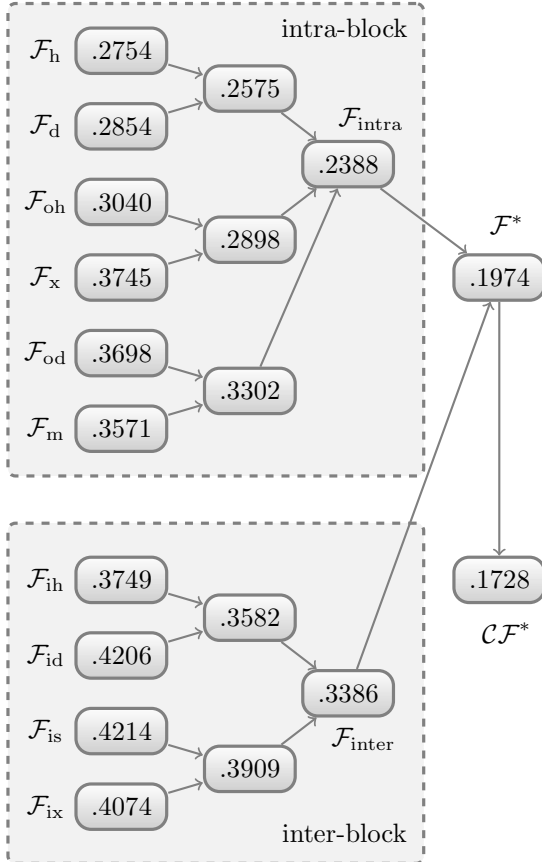 intra-block
ℱh .2754
.2575
ℱd .2854
ℱintra
.2388
ℱoh .3040
.2898
ℱx .3745
ℱ*
.1974
ℱod .3698
.3302
ℱm .3571
ℱih .3749
.3582
ℱid .4206
.1728
𝒞ℱ*
.3386
ℱinter
ℱis .4214
.3909
ℱix .4074
inter-block